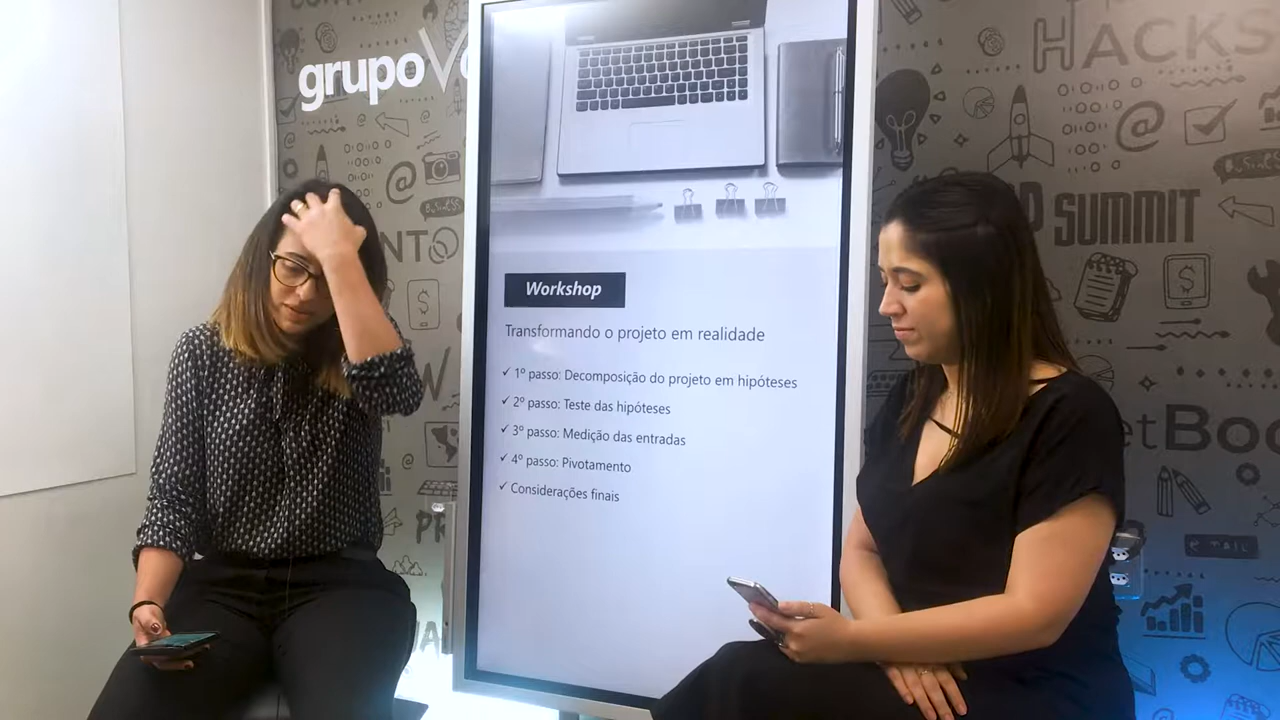 grupoV
HACKS
SUMMIT
Workshop
Transformando o projeto em realidade
✓ 1º passo: Decomposição do projeto em hipóteses
✓ 2º passo: Teste das hipóteses
✓ 3º passo: Medição das entradas
✓ 4º passo: Pivotamento
✓ Considerações finais
etBoo